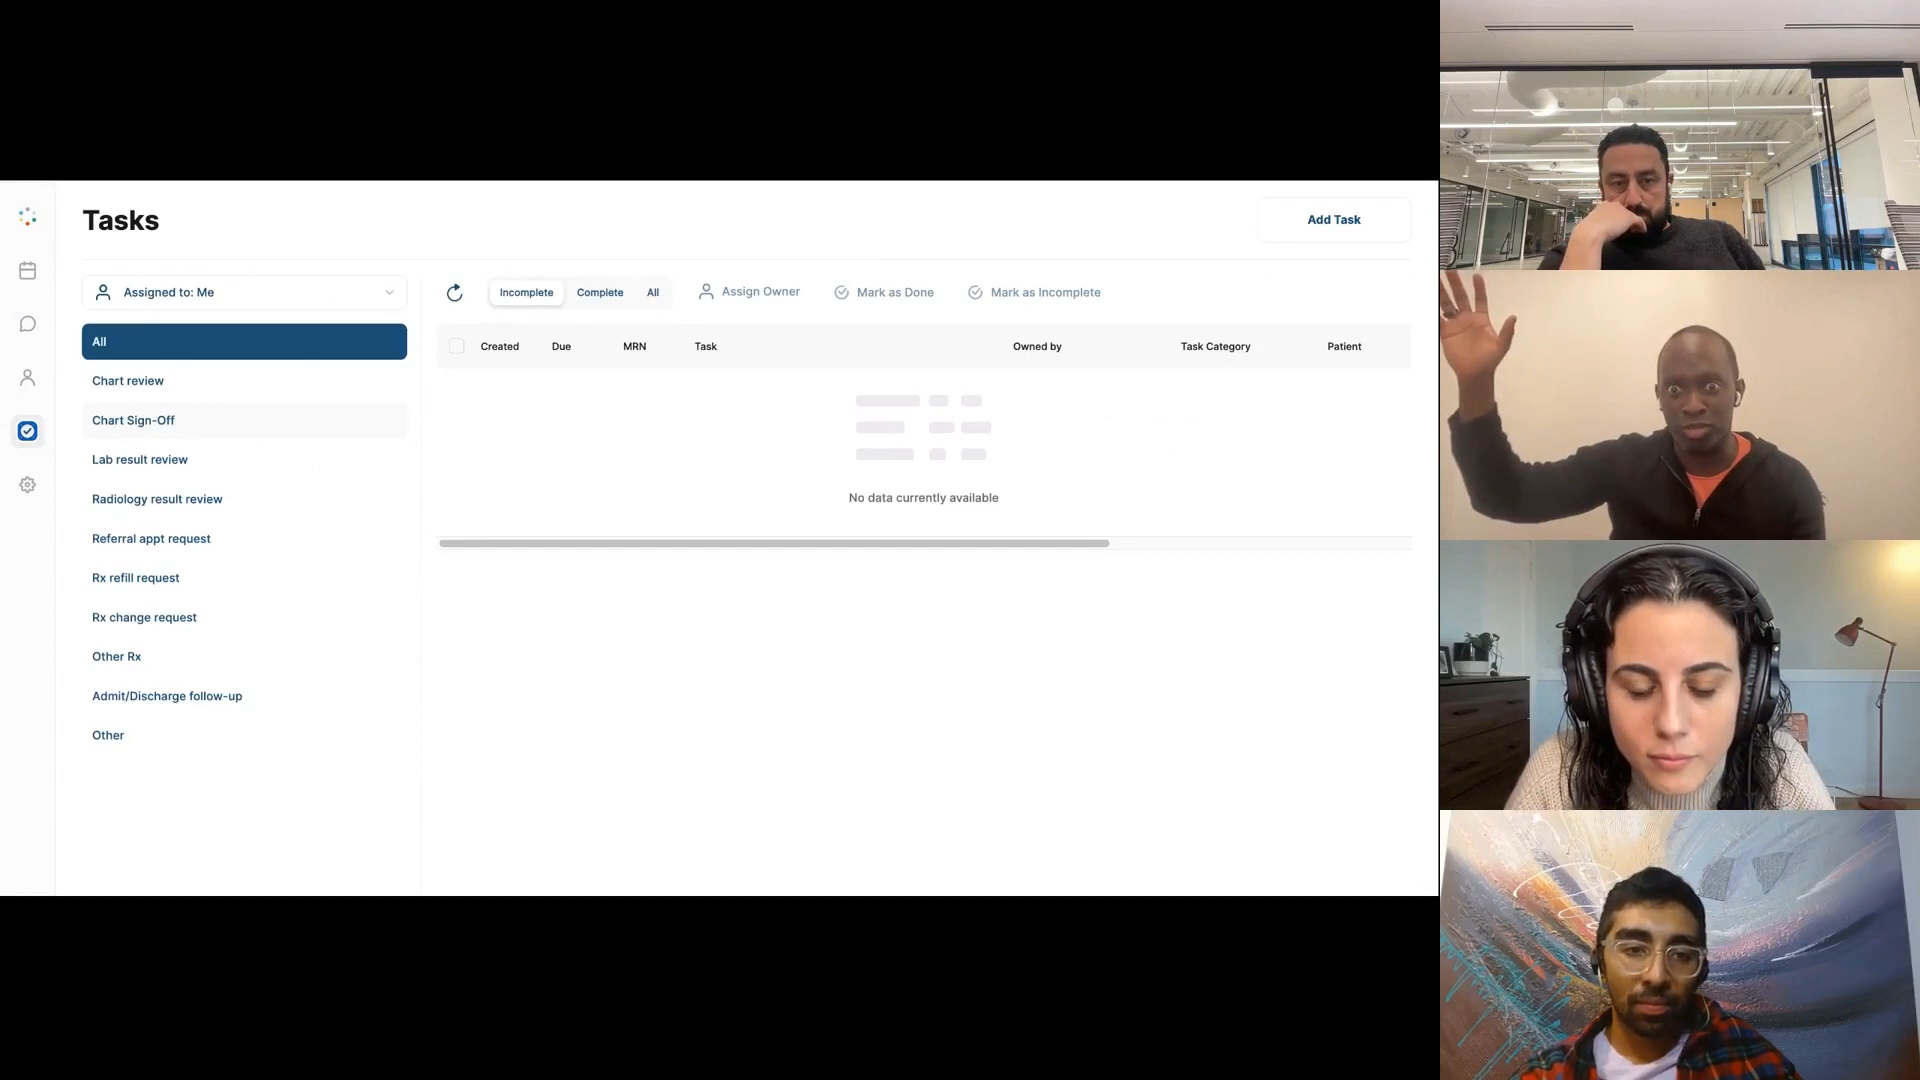 Tasks
Add Task
Assigned to: Me
Incomplete Complete All Assign Owner Mark as Done Mark as Incomplete
All
Created Due MRN Task Owned by Task Category Patient
Chart review
Chart Sign-Off
Lab result review
Radiology result review
Referral appt request
Rx refill request
Rx change request
Other Rx
Admit/Discharge follow-up
Other
No data currently available